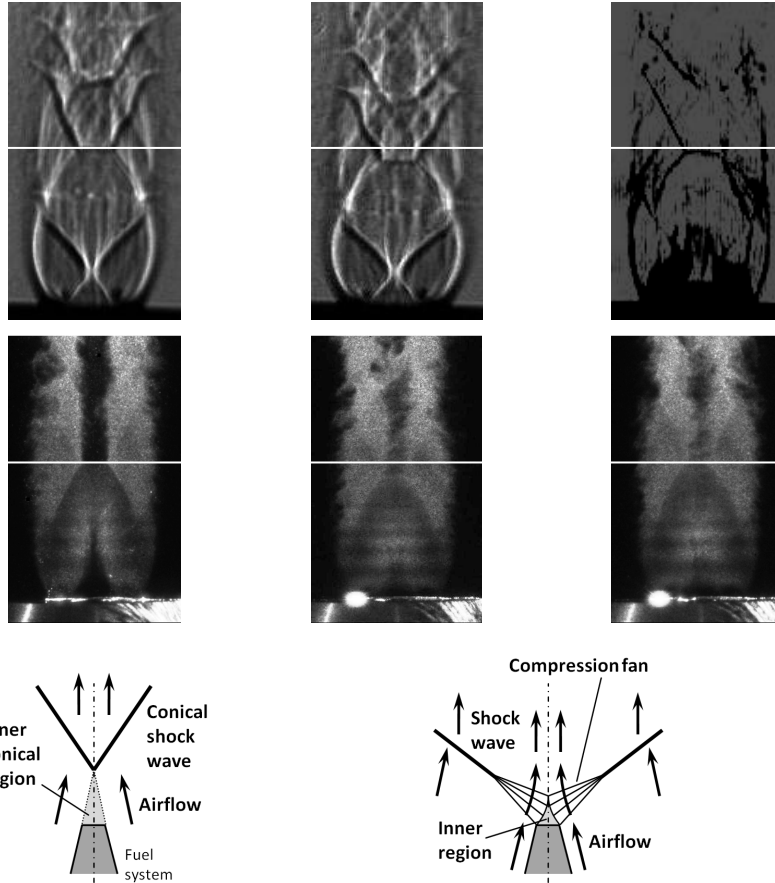 Conical
shock
wave
Airflow
Fuel
system
Compression fan
Shock
wave
Inner
region
Airflow